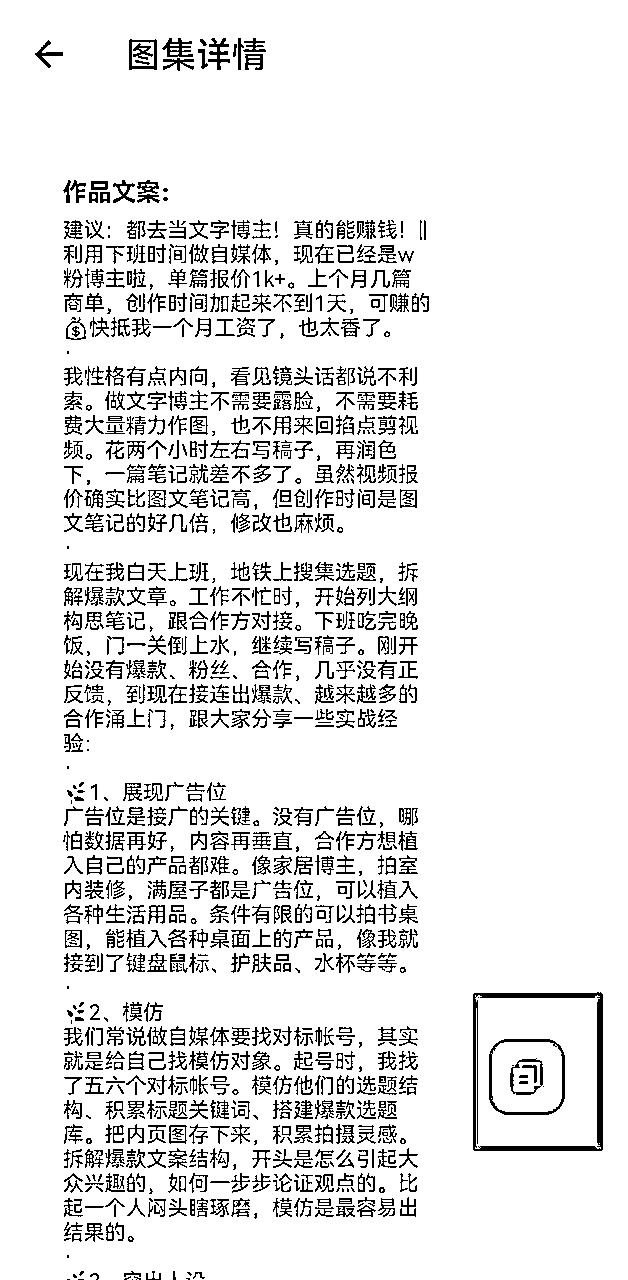 图集详情
作品文案:
建议：都去当文字博主！真的能赚钱！||
利用下班时间做自媒体，现在已经是w
粉博主啦，单篇报价1k+。上个月几篇
商单，创作时间加起来不到1天，可赚的
💰快抵我一个月工资了，也太香了。
.
我性格有点内向，看见镜头话都说不利
索。做文字博主不需要露脸，不需要耗
费大量精力作图，也不用来回掐点剪视
频。花两个小时左右写稿子，再润色
下，一篇笔记就差不多了。虽然视频报
价确实比图文笔记高，但创作时间是图
文笔记的好几倍，修改也麻烦。
.
现在我白天上班，地铁上搜集选题，拆
解爆款文章。工作不忙时，开始列大纲
构思笔记，跟合作方对接。下班吃完晚
饭，门一关倒上水，继续写稿子。刚开
始没有爆款、粉丝、合作，几乎没有正
反馈，到现在接连出爆款、越来越多的
合作涌上门，跟大家分享一些实战经
验：
.
🌿1、展现广告位
广告位是接广的关键。没有广告位，哪
怕数据再好，内容再垂直，合作方想植
入自己的产品都难。像家居博主，拍室
内装修，满屋子都是广告位，可以植入
各种生活用品。条件有限的可以拍书桌
图，能植入各种桌面上的产品，像我就
接到了键盘鼠标、护肤品、水杯等等。
.
🌿2、模仿
我们常说做自媒体要找对标帐号，其实
就是给自己找模仿对象。起号时，我找
了五六个对标帐号。模仿他们的选题结
构、积累标题关键词、搭建爆款选题
库。把内页图存下来，积累拍摄灵感。
拆解爆款文案结构，开头是怎么引起大
众兴趣的，如何一步步论证观点的。比
起一个人闷头瞎琢磨，模仿是最容易出
结果的。
.
🌿3、突出人设